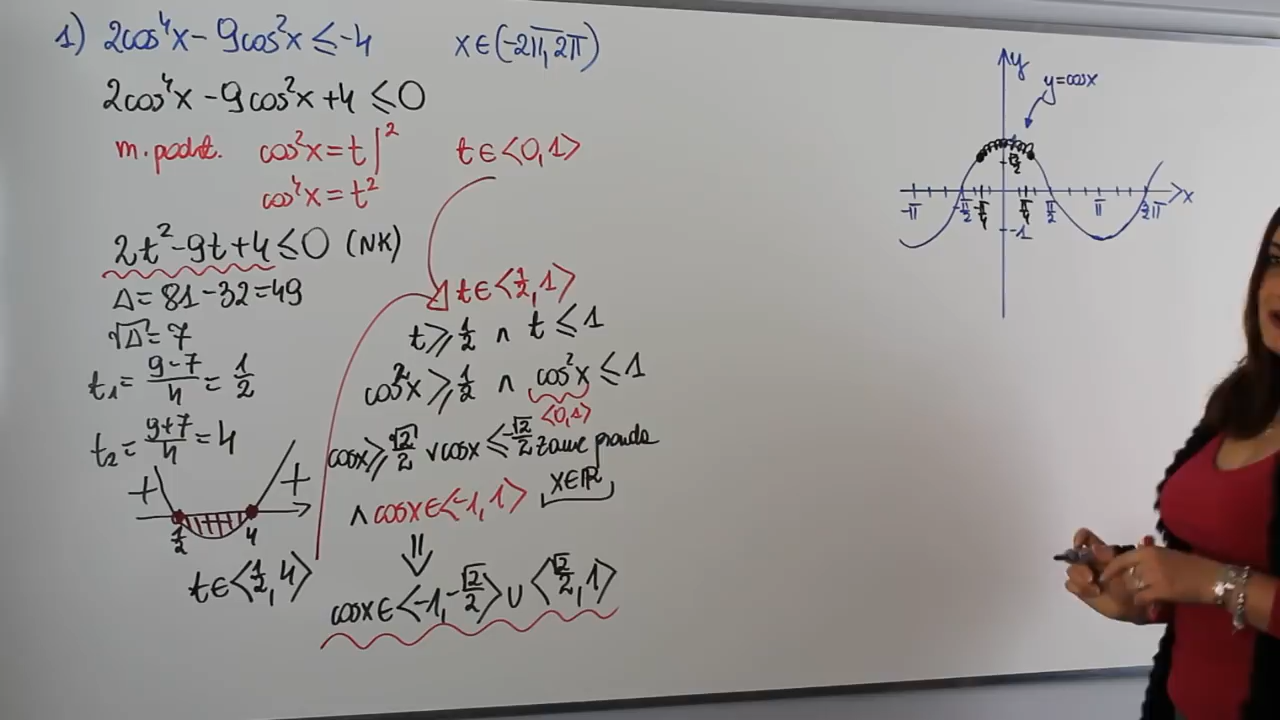 1) 2cos⁴x - 9cos²x ≤ -4 x∈(-2π, 2π)
2cos⁴x - 9cos²x + 4 ≤ 0
m. podst. cos²x = t |² t∈<0,1>
cos⁴x = t²
2t² - 9t + 4 ≤ 0 (NK)
Δ = 81 - 32 = 49
√Δ = 7
t₁ = (9-7)/4 = 1/2
t₂ = (9+7)/4 = 4
+ +
1/2 4
t∈<1/2, 4>
t∈<1/2, 1>
t ≥ 1/2 ∧ t ≤ 1
cos²x ≥ 1/2 ∧ cos²x ≤ 1
<0,1>
cosx ≥ √2/2 ∨ cosx ≤ -√2/2 zawsze prawda
∧ cosx∈<-1, 1> x∈ℝ
⇓
cosx∈<-1, -√2/2> ∪ <√2/2, 1>
y
y = cosx
√2/2
-π -π/2 -π/4 π/4 π/2 π x
-1